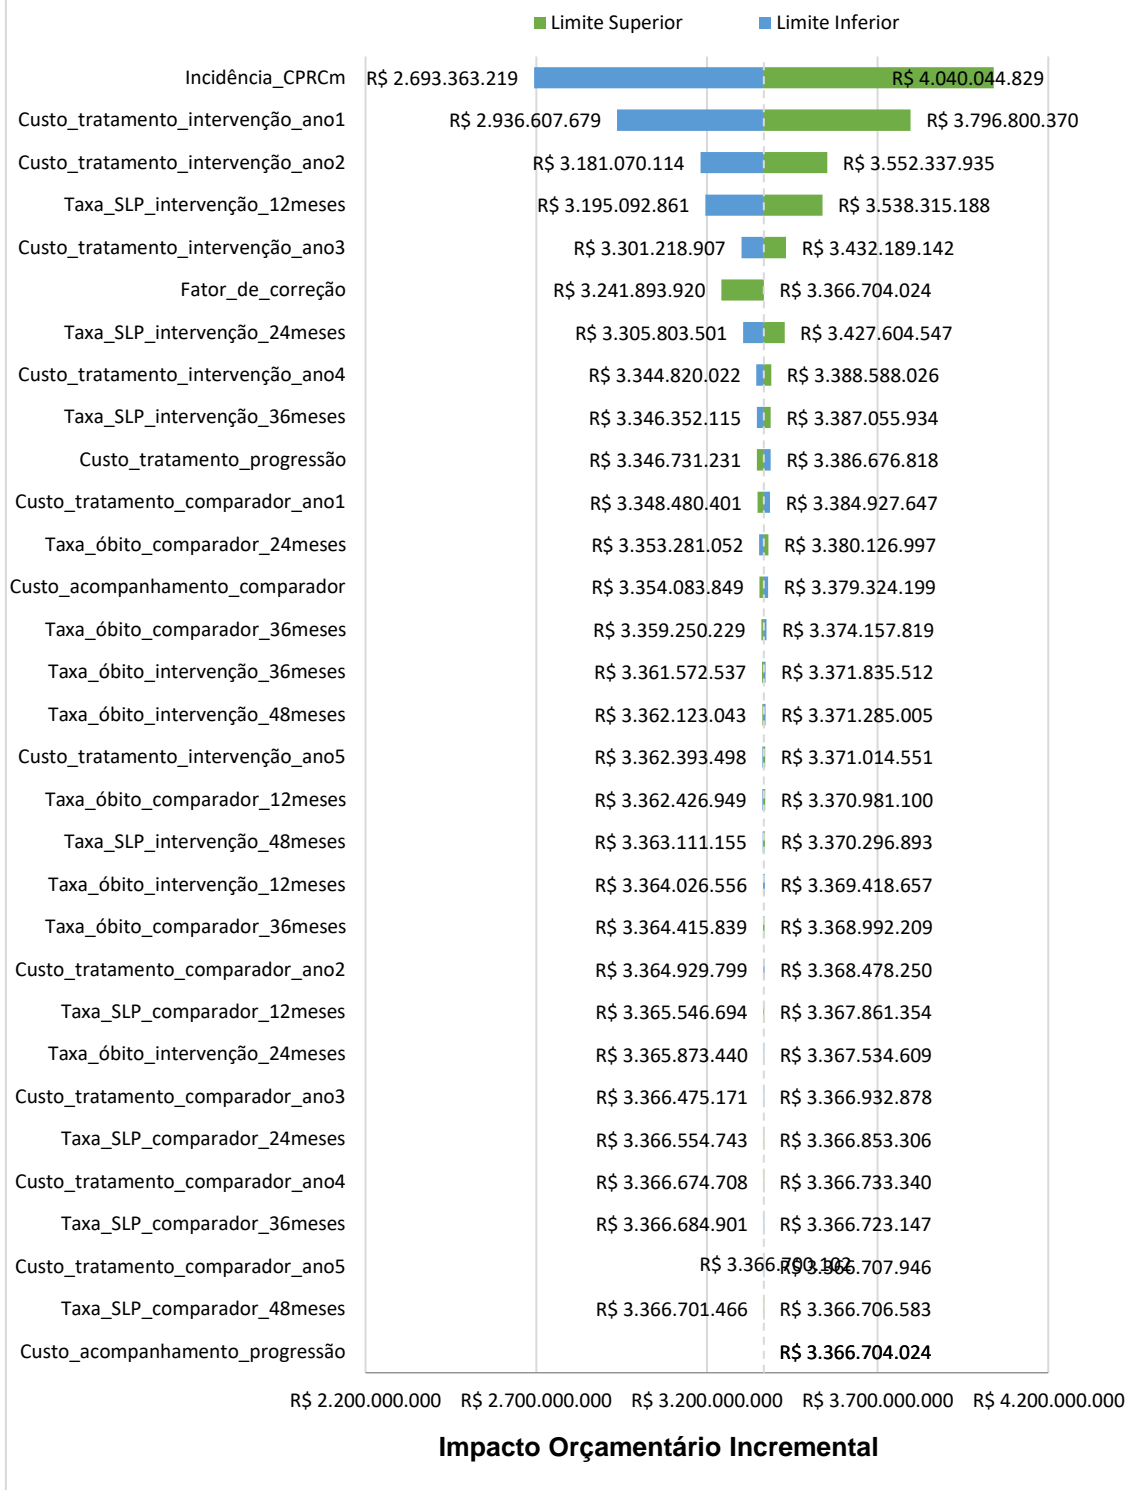 Limite Superior Limite Inferior
Incidência_CPRCm R$ 2.693.363.219 R$ 4.040.044.829
Custo_tratamento_intervenção_ano1 R$ 2.936.607.679 R$ 3.796.800.370
Custo_tratamento_intervenção_ano2 R$ 3.181.070.114 R$ 3.552.337.935
Taxa_SLP_intervenção_12meses R$ 3.195.092.861 R$ 3.538.315.188
Custo_tratamento_intervenção_ano3 R$ 3.301.218.907 R$ 3.432.189.142
Fator_de_correção R$ 3.241.893.920 R$ 3.366.704.024
Taxa_SLP_intervenção_24meses R$ 3.305.803.501 R$ 3.427.604.547
Custo_tratamento_intervenção_ano4 R$ 3.344.820.022 R$ 3.388.588.026
Taxa_SLP_intervenção_36meses R$ 3.346.352.115 R$ 3.387.055.934
Custo_tratamento_progressão R$ 3.346.731.231 R$ 3.386.676.818
Custo_tratamento_comparador_ano1 R$ 3.348.480.401 R$ 3.384.927.647
Taxa_óbito_comparador_24meses R$ 3.353.281.052 R$ 3.380.126.997
Custo_acompanhamento_comparador R$ 3.354.083.849 R$ 3.379.324.199
Taxa_óbito_comparador_36meses R$ 3.359.250.229 R$ 3.374.157.819
Taxa_óbito_intervenção_36meses R$ 3.361.572.537 R$ 3.371.835.512
Taxa_óbito_intervenção_48meses R$ 3.362.123.043 R$ 3.371.285.005
Custo_tratamento_intervenção_ano5 R$ 3.362.393.498 R$ 3.371.014.551
Taxa_óbito_comparador_12meses R$ 3.362.426.949 R$ 3.370.981.100
Taxa_SLP_intervenção_48meses R$ 3.363.111.155 R$ 3.370.296.893
Taxa_óbito_intervenção_12meses R$ 3.364.026.556 R$ 3.369.418.657
Taxa_óbito_comparador_36meses R$ 3.364.415.839 R$ 3.368.992.209
Custo_tratamento_comparador_ano2 R$ 3.364.929.799 R$ 3.368.478.250
Taxa_SLP_comparador_12meses R$ 3.365.546.694 R$ 3.367.861.354
Taxa_óbito_intervenção_24meses R$ 3.365.873.440 R$ 3.367.534.609
Custo_tratamento_comparador_ano3 R$ 3.366.475.171 R$ 3.366.932.878
Taxa_SLP_comparador_24meses R$ 3.366.554.743 R$ 3.366.853.306
Custo_tratamento_comparador_ano4 R$ 3.366.674.708 R$ 3.366.733.340
Taxa_SLP_comparador_36meses R$ 3.366.684.901 R$ 3.366.723.147
Custo_tratamento_comparador_ano5 R$ 3.366.700.102 R$ 3.366.707.946
Taxa_SLP_comparador_48meses R$ 3.366.701.466 R$ 3.366.706.583
Custo_acompanhamento_progressão R$ 3.366.704.024
R$ 2.200.000.000 R$ 2.700.000.000 R$ 3.200.000.000 R$ 3.700.000.000 R$ 4.200.000.000
Impacto Orçamentário Incremental